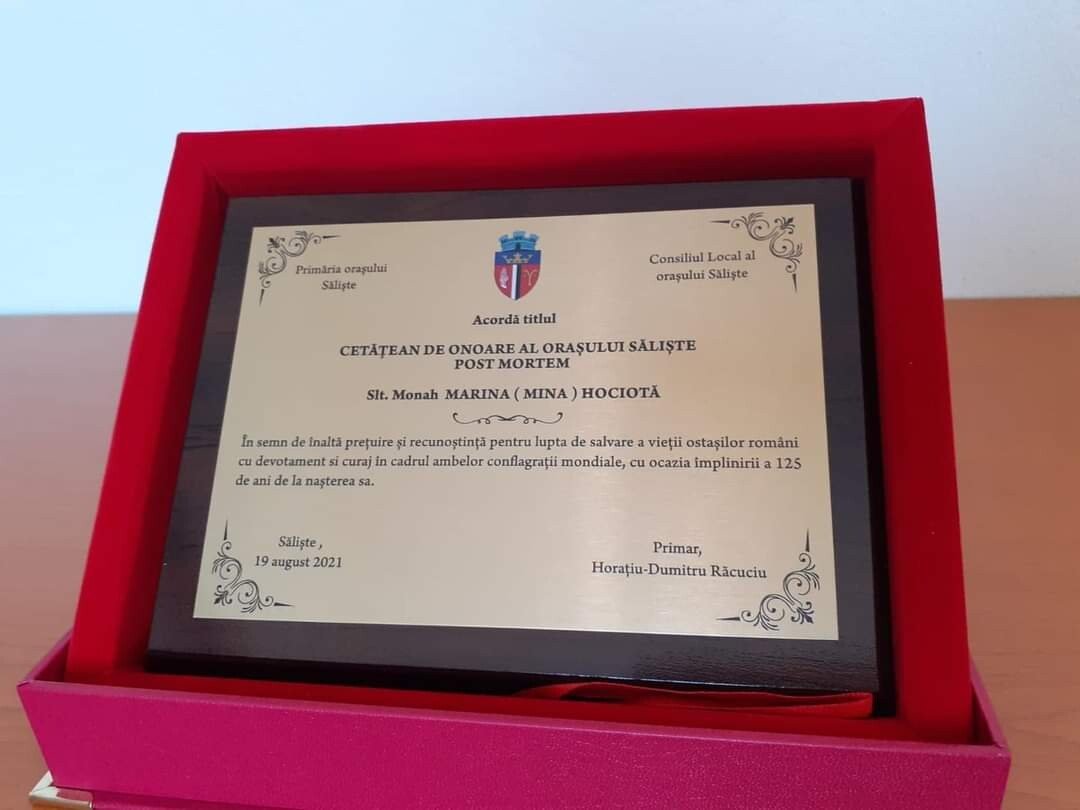 Primăria orașului
Săliște
Consiliul Local al
orașului Săliște
Acordă titlul
CETĂȚEAN DE ONOARE AL ORAȘULUI SĂLIȘTE
POST MORTEM
Slt. Monah MARINA ( MINA ) HOCIOTĂ
În semn de înaltă prețuire și recunoștință pentru lupta de salvare a vieții ostașilor români
cu devotament si curaj în cadrul ambelor conflagrații mondiale, cu ocazia împlinirii a 125
de ani de la nașterea sa.
Săliște ,
19 august 2021
Primar,
Horațiu-Dumitru Răcuciu